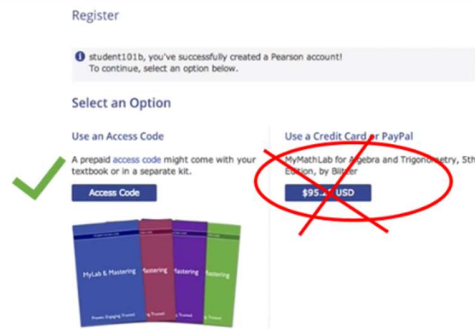 Register
student101b, you've successfully created a Pearson account!
To continue, select an option below.
Select an Option
Use an Access Code
A prepaid access code might come with your
textbook or in a separate kit.
Access Code
Use a Credit Card or PayPal
MyMathLab for Algebra and Trigonometry, 5th
Edition, by Blitzer
USD
MyLab & Mastering
Mastering
Mastering
Mastering